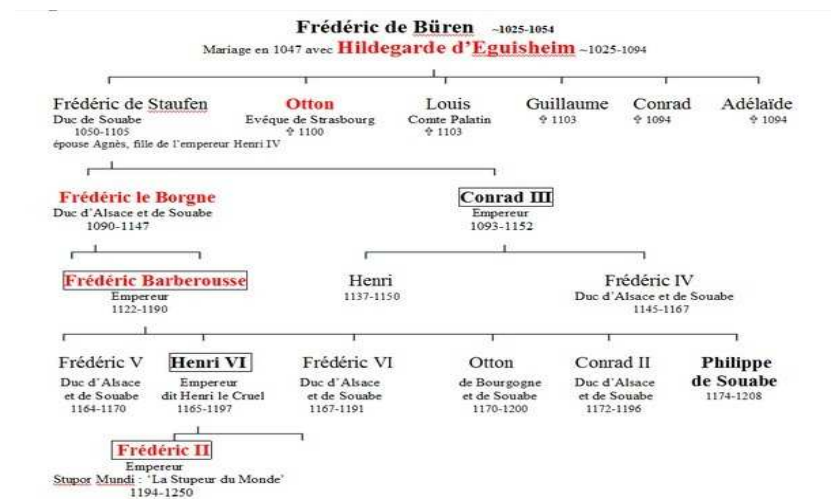 Frédéric de Büren ~1025-1054
Mariage en 1047 avec Hildegarde d'Eguisheim ~1025-1094
Frédéric de Staufen
Duc de Souabe
1050-1105
épouse Agnès, fille de l'empereur Henri IV
Otton
Evêque de Strasbourg
✞ 1100
Louis
Comte Palatin
✞ 1103
Guillaume
✞ 1103
Conrad
✞ 1094
Adélaïde
✞ 1094
Frédéric le Borgne
Duc d'Alsace et de Souabe
1090-1147
Conrad III
Empereur
1093-1152
Frédéric Barberousse
Empereur
1122-1190
Henri
1137-1150
Frédéric IV
Duc d'Alsace et de Souabe
1145-1167
Frédéric V
Duc d'Alsace
et de Souabe
1164-1170
Henri VI
Empereur
dit Henri le Cruel
1165-1197
Frédéric VI
Duc d'Alsace
et de Souabe
1167-1191
Otton
de Bourgogne
et de Souabe
1170-1200
Conrad II
Duc d'Alsace
et de Souabe
1172-1196
Philippe
de Souabe
1174-1208
Frédéric II
Empereur
Stupor Mundi : 'La Stupeur du Monde'
1194-1250